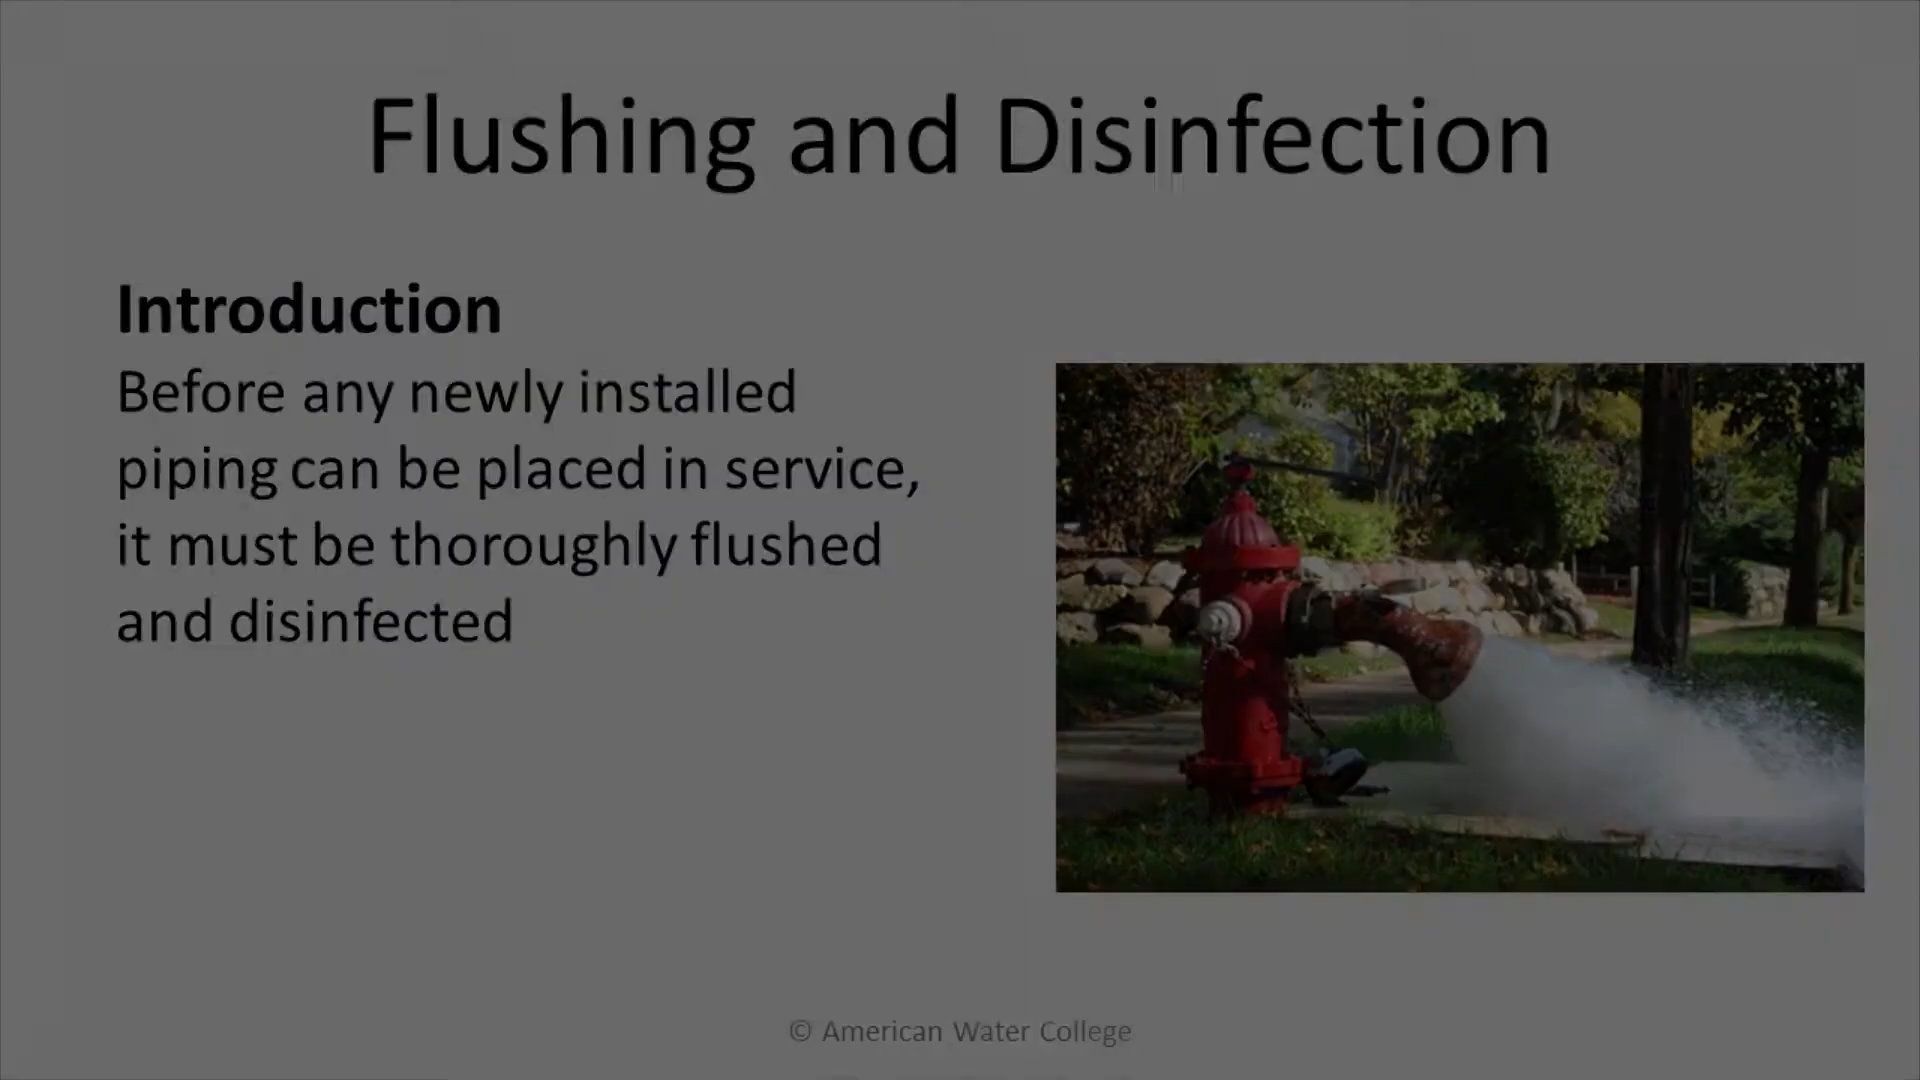 Flushing and Disinfection
Introduction
Before any newly installed
piping can be placed in service,
it must be thoroughly flushed
and disinfected
© American Water College